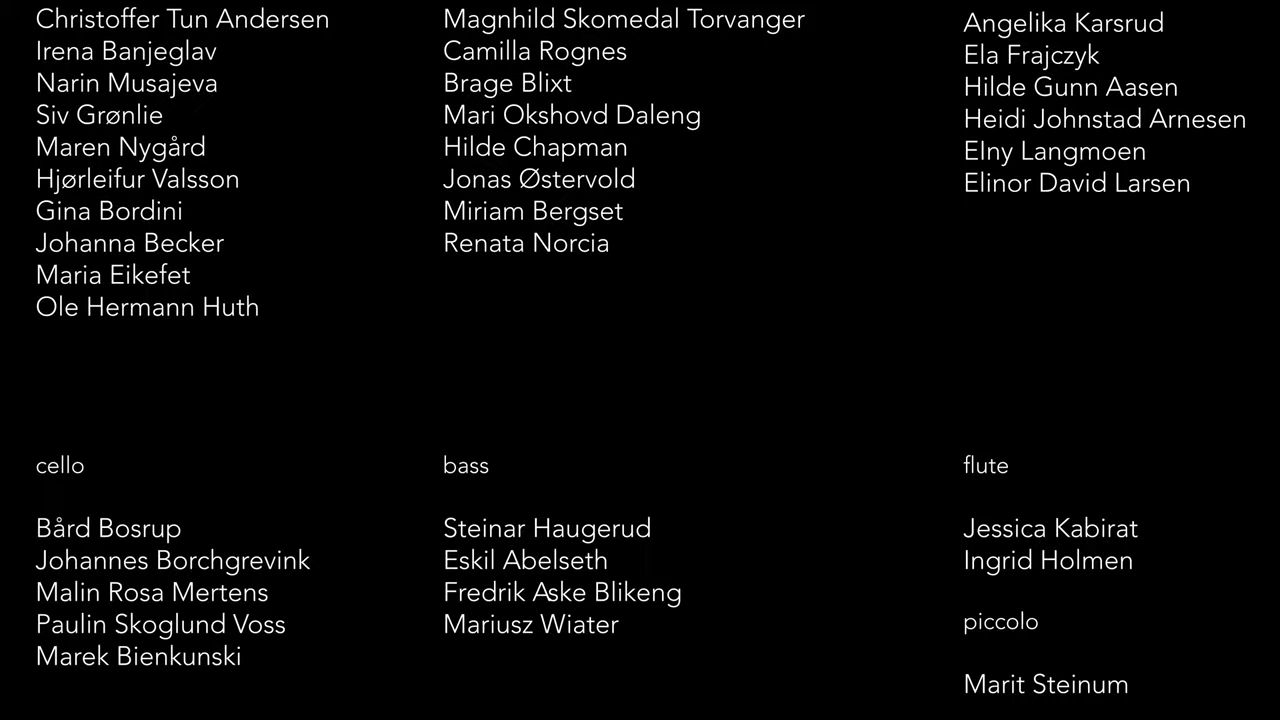 Christoffer Tun Andersen
Irena Banjeglav
Narin Musajeva
Siv Grønlie
Maren Nygård
Hjørleifur Valsson
Gina Bordini
Johanna Becker
Maria Eikefet
Ole Hermann Huth
Magnhild Skomedal Torvanger
Camilla Rognes
Brage Blixt
Mari Okshovd Daleng
Hilde Chapman
Jonas Østervold
Miriam Bergset
Renata Norcia
Angelika Karsrud
Ela Frajczyk
Hilde Gunn Aasen
Heidi Johnstad Arnesen
Elny Langmoen
Elinor David Larsen
cello
Bård Bosrup
Johannes Borchgrevink
Malin Rosa Mertens
Paulin Skoglund Voss
Marek Bienkunski
bass
Steinar Haugerud
Eskil Abelseth
Fredrik Aske Blikeng
Mariusz Wiater
flute
Jessica Kabirat
Ingrid Holmen
piccolo
Marit Steinum